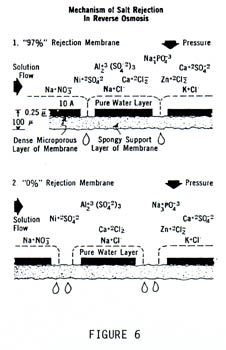 Mechanism of Salt Rejection
In Reverse Osmosis
1. "97%" Rejection Membrane
Pressure
Na₃⁺PO₄⁻³
Al₂⁺³ (SO₄⁻²)₃
Solution
Flow
Ni⁺²SO₄⁻² Ca⁺²Cl₂⁻ Zn⁺²Cl₂⁻
Ca⁺²SO₄⁻²
Na⁺NO₃⁻ Na⁺Cl⁻ K⁺Cl⁻
10 A Pure Water Layer
0.25 μ
100 μ
Dense Microporous
Layer of Membrane
Spongy Support
Layer of Membrane
2 "0%" Rejection Membrane
Pressure
Al₂⁺³ (SO₄⁻²)₃ Na₃⁺PO₄⁻³
Solution
Flow
Ni⁺²SO₄⁻² Ca⁺²SO₄⁻²
Ca⁺²Cl₂⁻ Zn⁺²Cl₂⁻
Na⁺NO₃⁻ Na⁺Cl⁻ K⁺Cl⁻
Pure Water
Layer
FIGURE 6